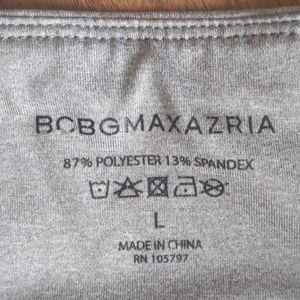 BCBGMAXAZRIA
87% POLYESTER 13% SPANDEX
L
MADE IN CHINA
RN 105797